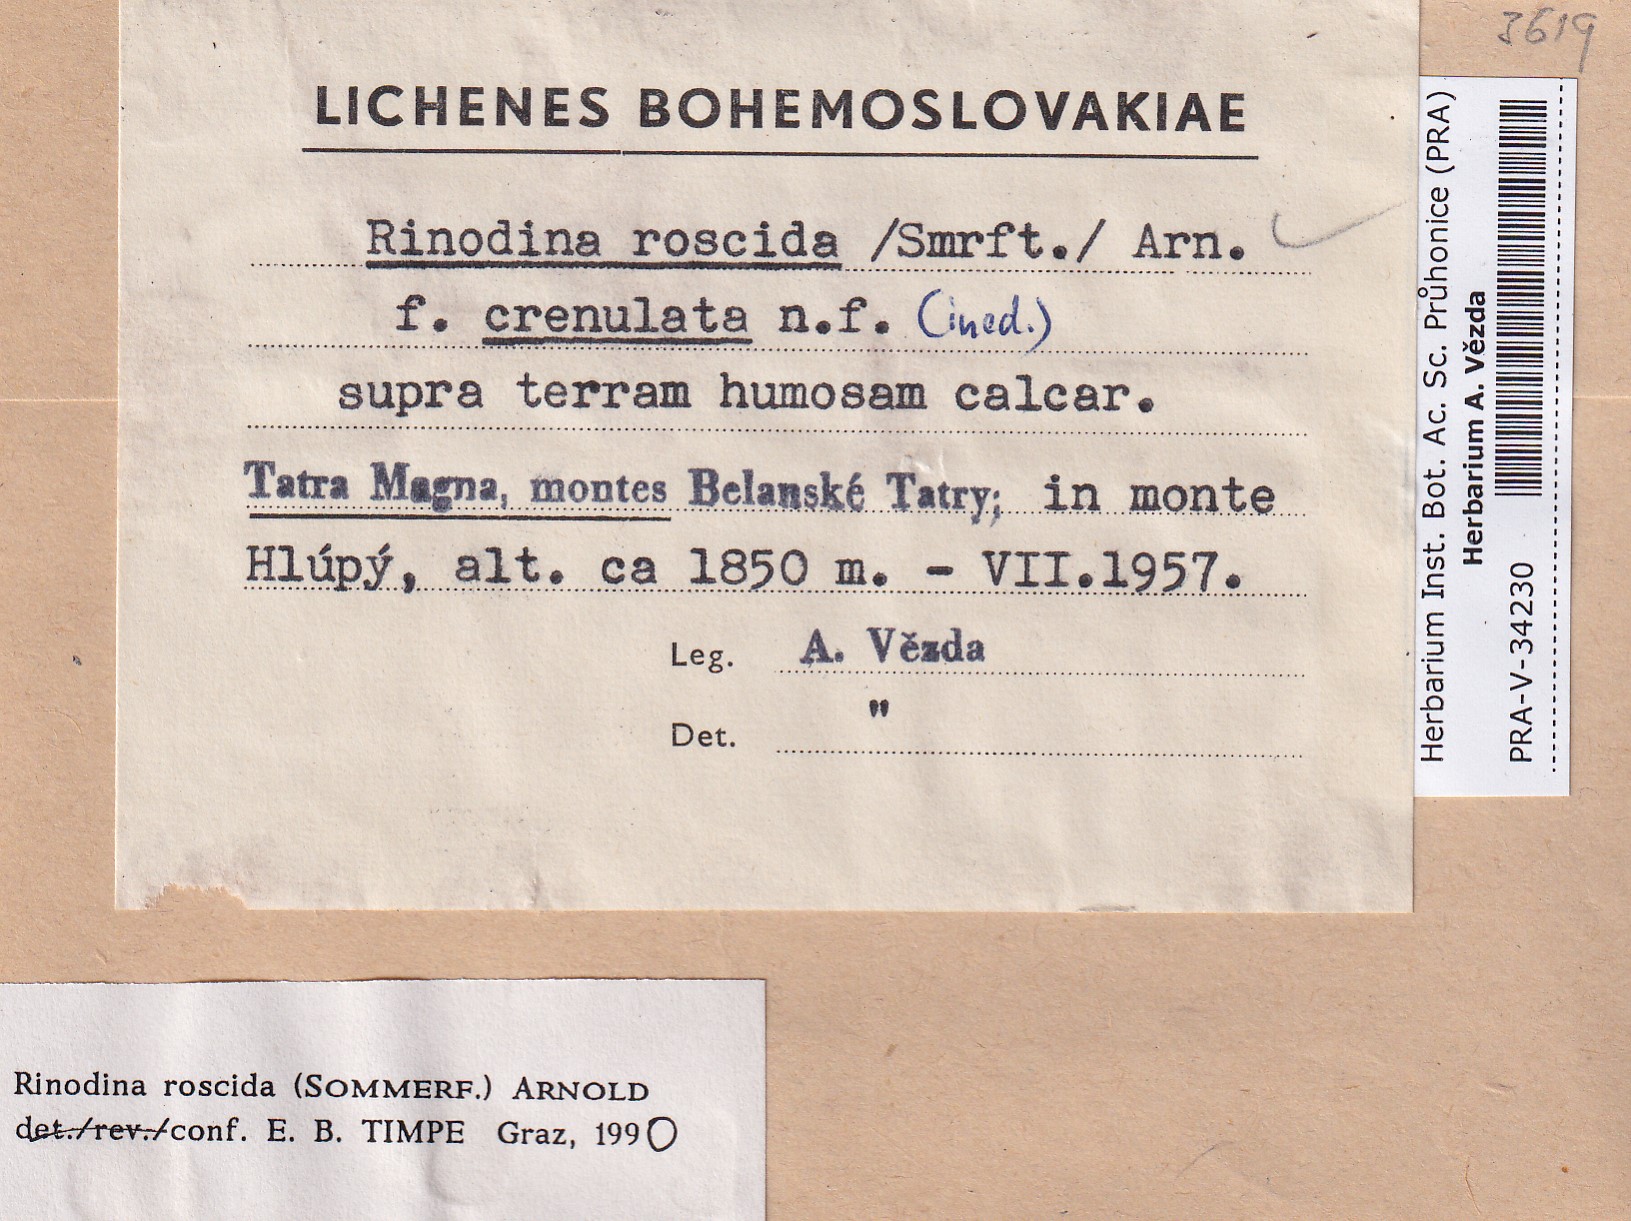 3619
LICHENES BOHEMOSLOVAKIAE
Rinodina roscida /Smrft./ Arn.
f. crenulata n.f. (ined.)
supra terram humosam calcar.
Tatra Magna, montes Belanské Tatry; in monte
Hlúpý, alt. ca 1850 m. - VII.1957.
Leg. A. Vězda
Det. "
Herbarium Inst. Bot. Ac. Sc. Průhonice (PRA)
Herbarium A. Vězda
PRA-V-34230
Rinodina roscida (SOMMERF.) ARNOLD
det./rev./conf. E. B. TIMPE Graz, 1990